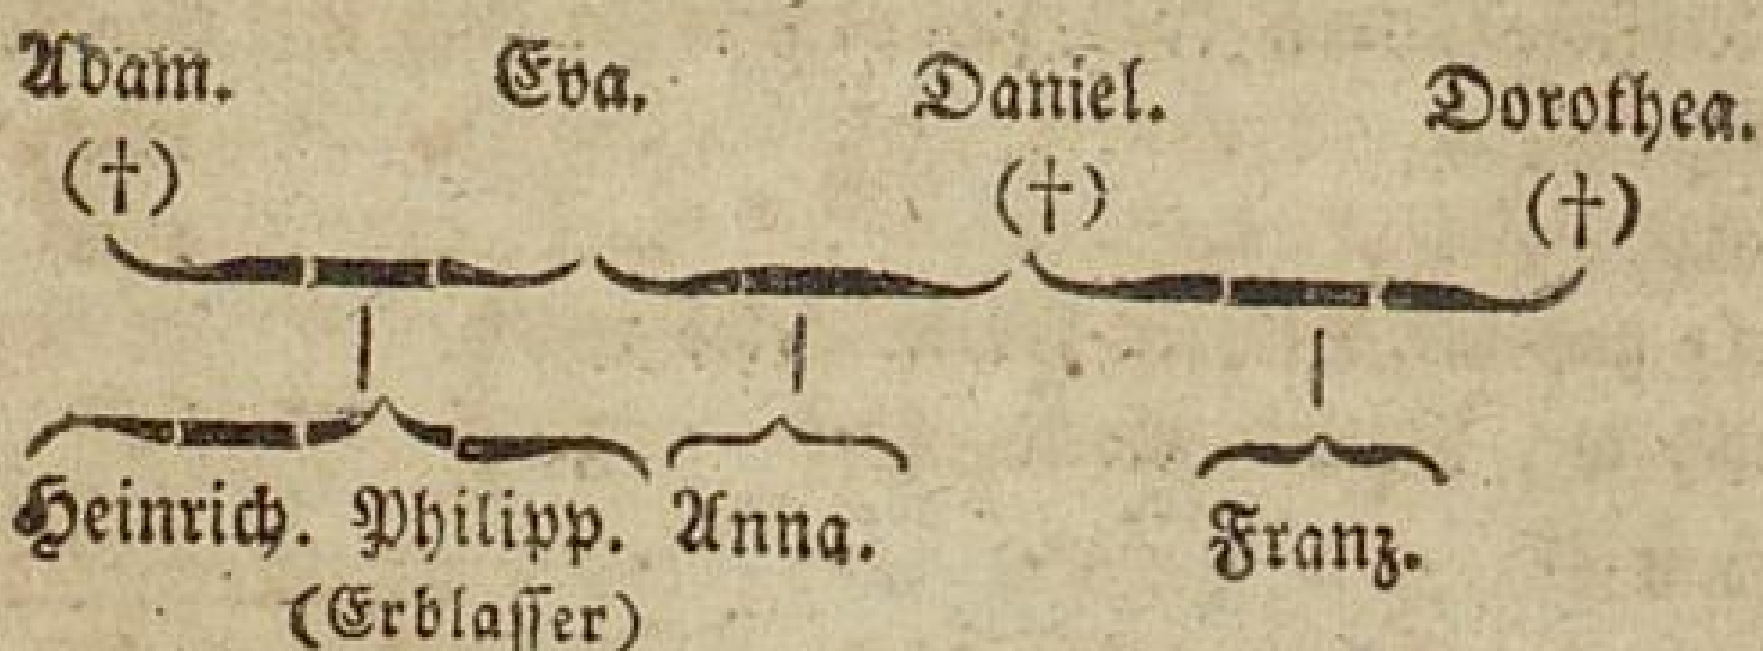 Adam. Eva. Daniel. Dorothea.
(†) (†) (†)
Heinrich. Philipp. Anna. Franz.
(Erblasser)